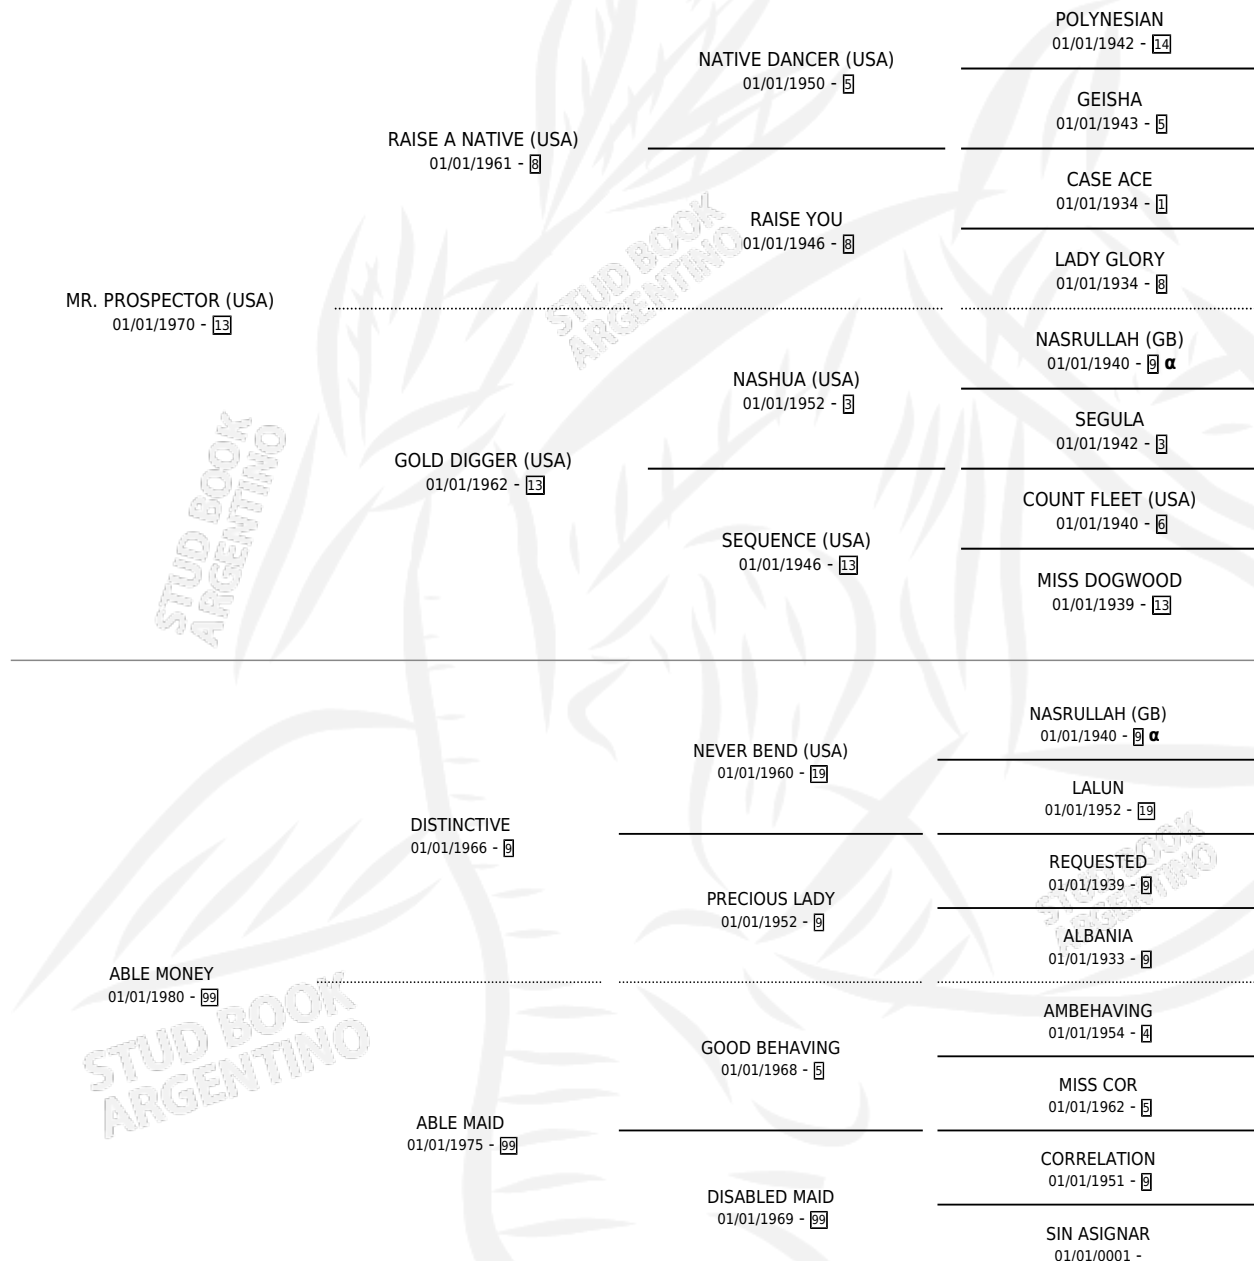 POLYNESIAN
01/01/1942 - 14
NATIVE DANCER (USA)
01/01/1950 - 5
GEISHA
01/01/1943 - 5
RAISE A NATIVE (USA)
01/01/1961 - 8
CASE ACE
01/01/1934 - 1
RAISE YOU
01/01/1946 - 8
LADY GLORY
01/01/1934 - 8
MR. PROSPECTOR (USA)
01/01/1970 - 13
NASRULLAH (GB)
01/01/1940 - 9 α
NASHUA (USA)
01/01/1952 - 3
SEGULA
01/01/1942 - 3
GOLD DIGGER (USA)
01/01/1962 - 13
COUNT FLEET (USA)
01/01/1940 - 6
SEQUENCE (USA)
01/01/1946 - 13
MISS DOGWOOD
01/01/1939 - 13
NASRULLAH (GB)
01/01/1940 - 9 α
NEVER BEND (USA)
01/01/1960 - 19
LALUN
01/01/1952 - 19
DISTINCTIVE
01/01/1966 - 9
REQUESTED
01/01/1939 - 9
PRECIOUS LADY
01/01/1952 - 9
ALBANIA
01/01/1933 - 9
ABLE MONEY
01/01/1980 - 99
AMBEHAVING
01/01/1954 - 4
GOOD BEHAVING
01/01/1968 - 5
MISS COR
01/01/1962 - 5
ABLE MAID
01/01/1975 - 99
CORRELATION
01/01/1951 - 9
DISABLED MAID
01/01/1969 - 99
SIN ASIGNAR
01/01/0001 -
STUD BOOK
ARGENTINO
STUD BOOK
ARGENTINO
STUD BOOK
ARGENTINO
STUD BOOK
ARGENTINO